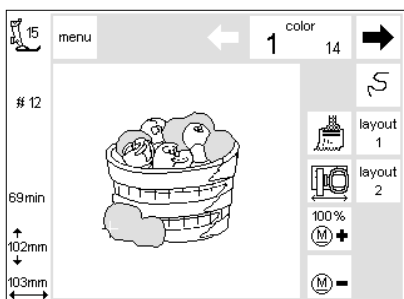 15
menu
color
1
14
# 12
layout
1
layout
2
69min
102mm
103mm
100%
M +
M -